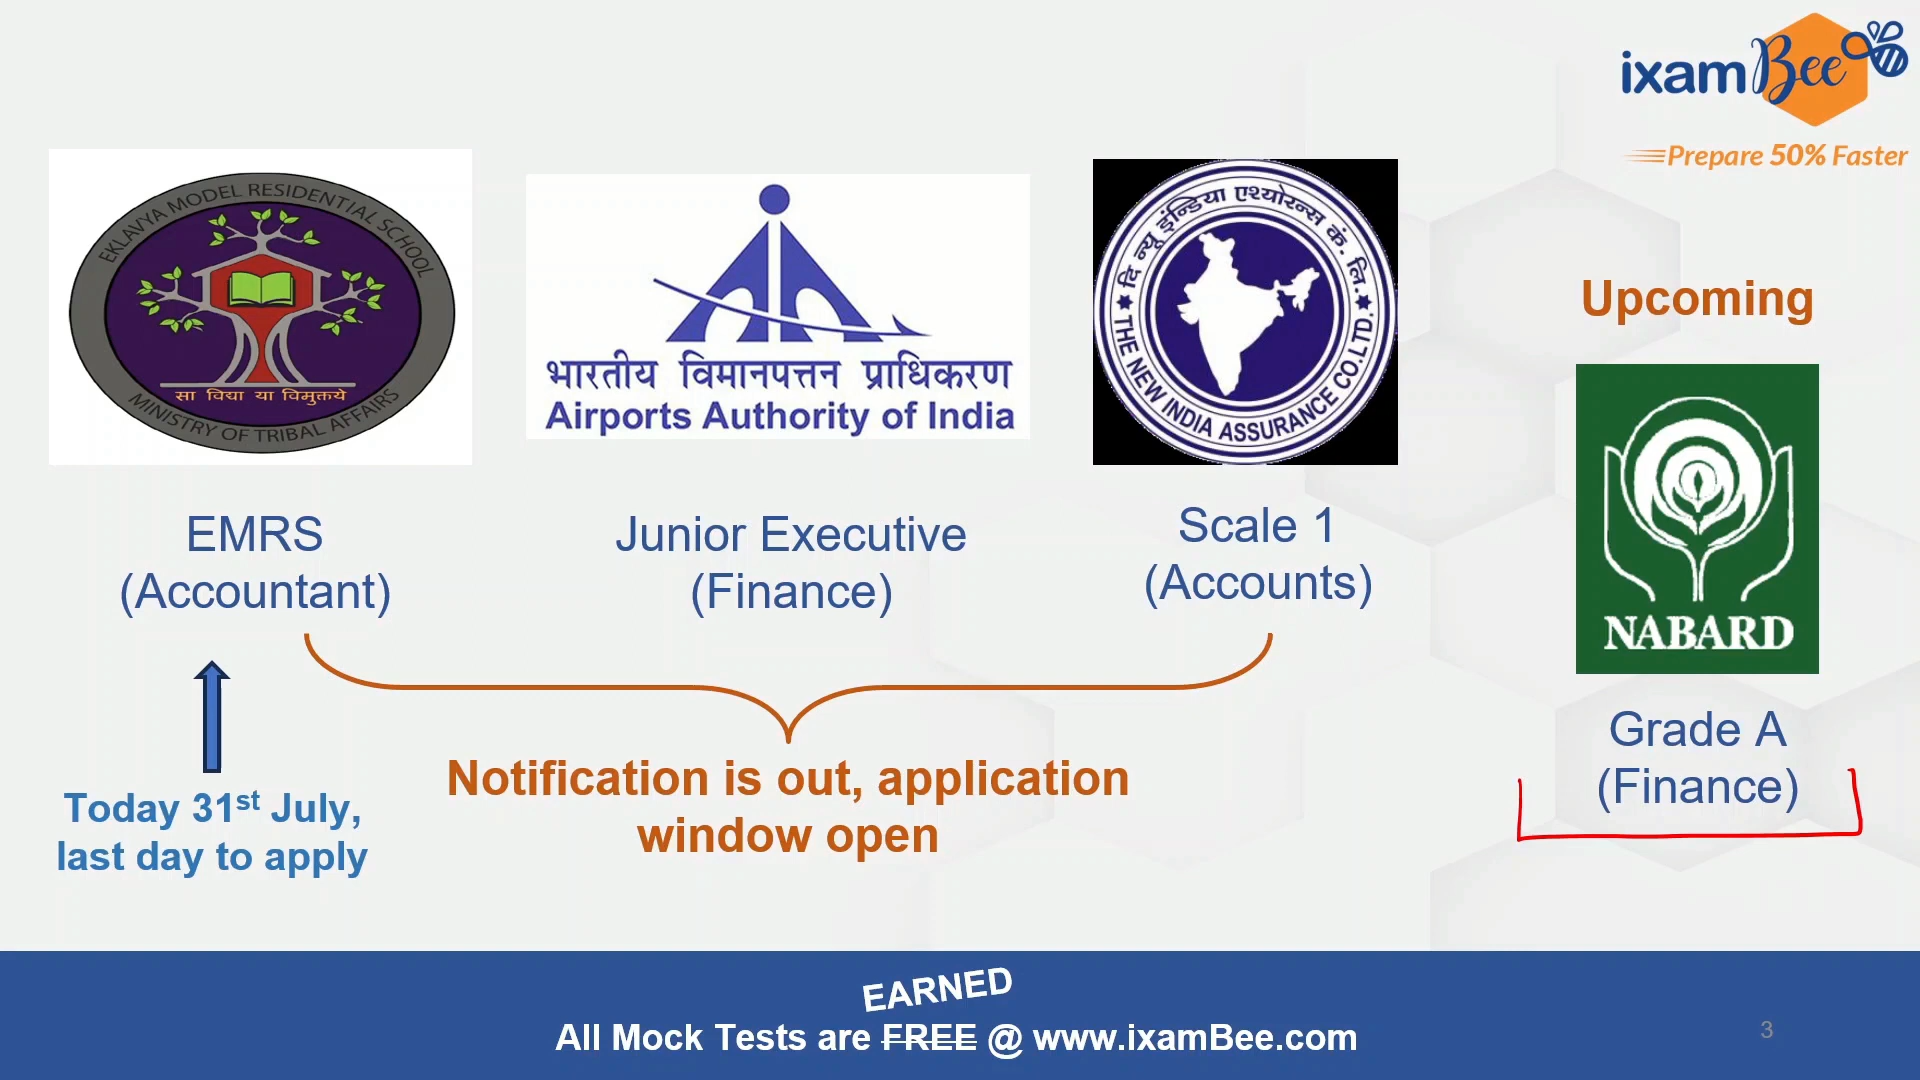 ixamBee
Prepare 50% Faster
EKLAVYA MODEL RESIDENTIAL SCHOOL
सा विद्या या विमुक्तये
MINISTRY OF TRIBAL AFFAIRS
भारतीय विमानपत्तन प्राधिकरण
Airports Authority of India
दि न्यू इंन्डिया एश्योरन्स कं. लि.
THE NEW INDIA ASSURANCE CO.LTD.
Upcoming
NABARD
EMRS
(Accountant)
Junior Executive
(Finance)
Scale 1
(Accounts)
Grade A
(Finance)
Today 31st July,
last day to apply
Notification is out, application
window open
EARNED
All Mock Tests are FREE @ www.ixamBee.com
3